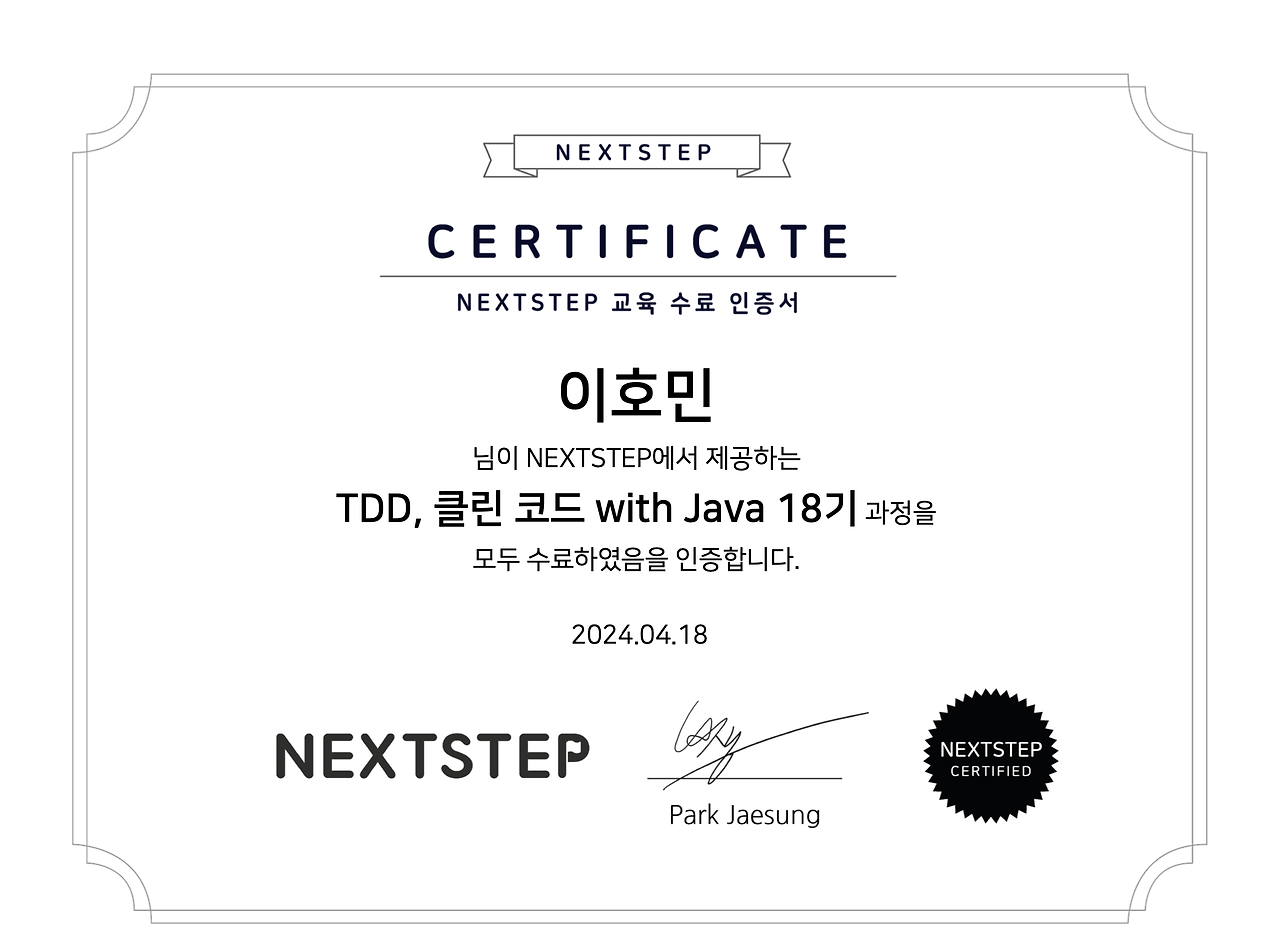 NEXTSTEP
CERTIFICATE
NEXTSTEP 교육 수료 인증서
이호민
님이 NEXTSTEP에서 제공하는
TDD, 클린 코드 with Java 18기 과정을
모두 수료하였음을 인증합니다.
2024.04.18
NEXTSTEP
Park Jaesung
NEXTSTEP
CERTIFIED